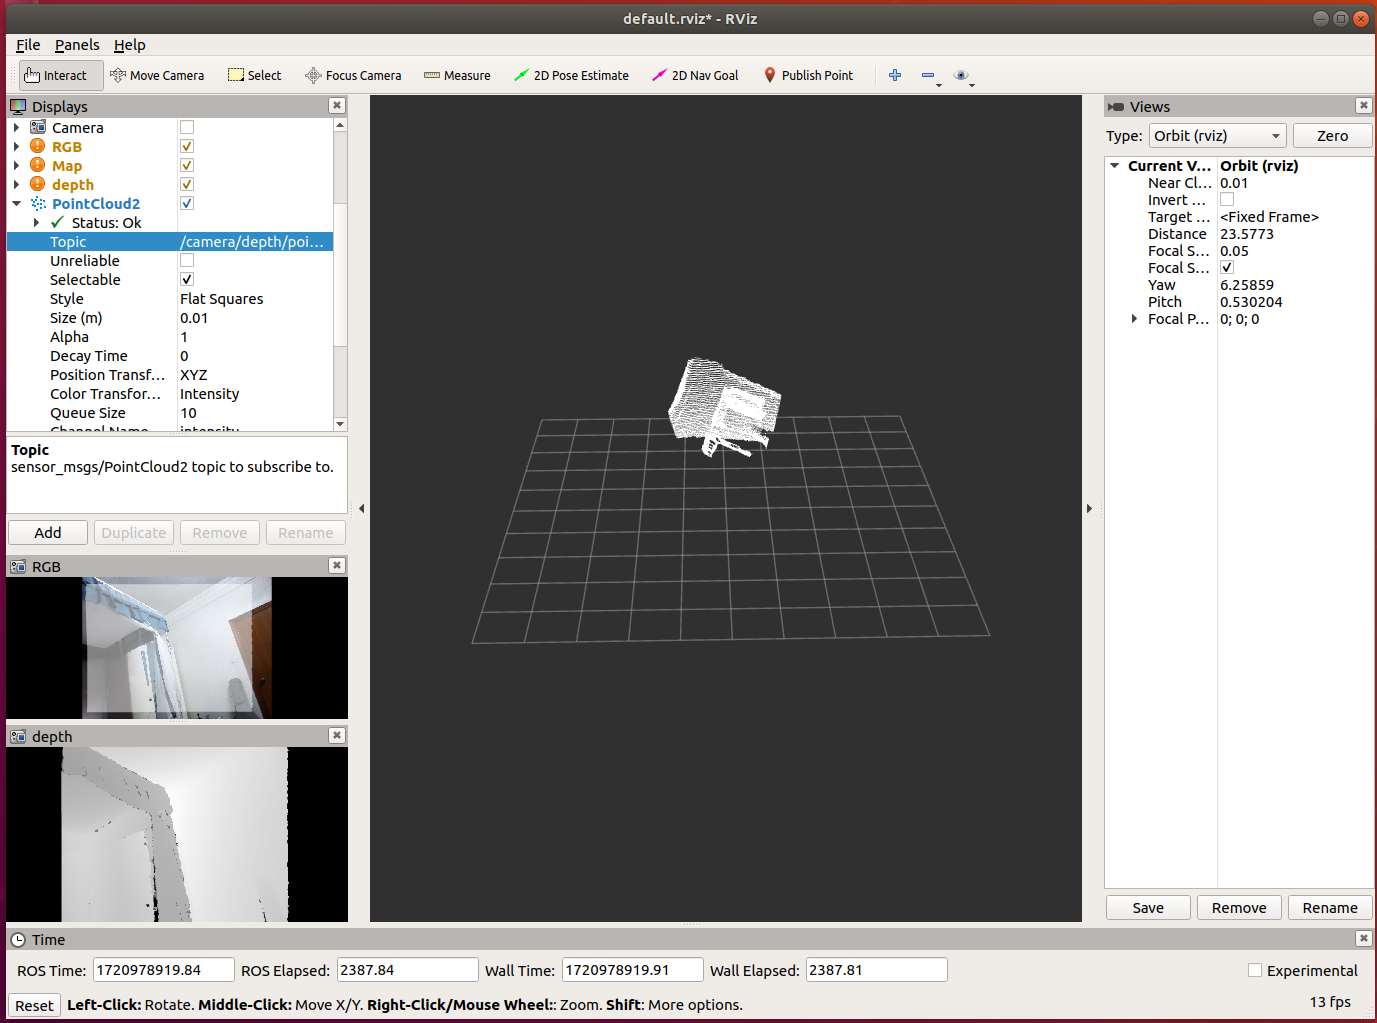 default.rviz* - RViz
File Panels Help
Interact Move Camera Select Focus Camera Measure 2D Pose Estimate 2D Nav Goal Publish Point
Displays
Camera
RGB
Map
depth
PointCloud2
Status: Ok
Topic /camera/depth/poi...
Unreliable
Selectable
Style Flat Squares
Size (m) 0.01
Alpha 1
Decay Time 0
Position Transf... XYZ
Color Transfor... Intensity
Queue Size 10
Channel Name intensity
Topic
sensor_msgs/PointCloud2 topic to subscribe to.
Add Duplicate Remove Rename
RGB
depth
Views
Type: Orbit (rviz) Zero
Current V... Orbit (rviz)
Near Cl... 0.01
Invert ...
Target ... <Fixed Frame>
Distance 23.5773
Focal S... 0.05
Focal S...
Yaw 6.25859
Pitch 0.530204
Focal P... 0; 0; 0
Save Remove Rename
Time
ROS Time: 1720978919.84 ROS Elapsed: 2387.84 Wall Time: 1720978919.91 Wall Elapsed: 2387.81 Experimental
Reset Left-Click: Rotate. Middle-Click: Move X/Y. Right-Click/Mouse Wheel:: Zoom. Shift: More options. 13 fps